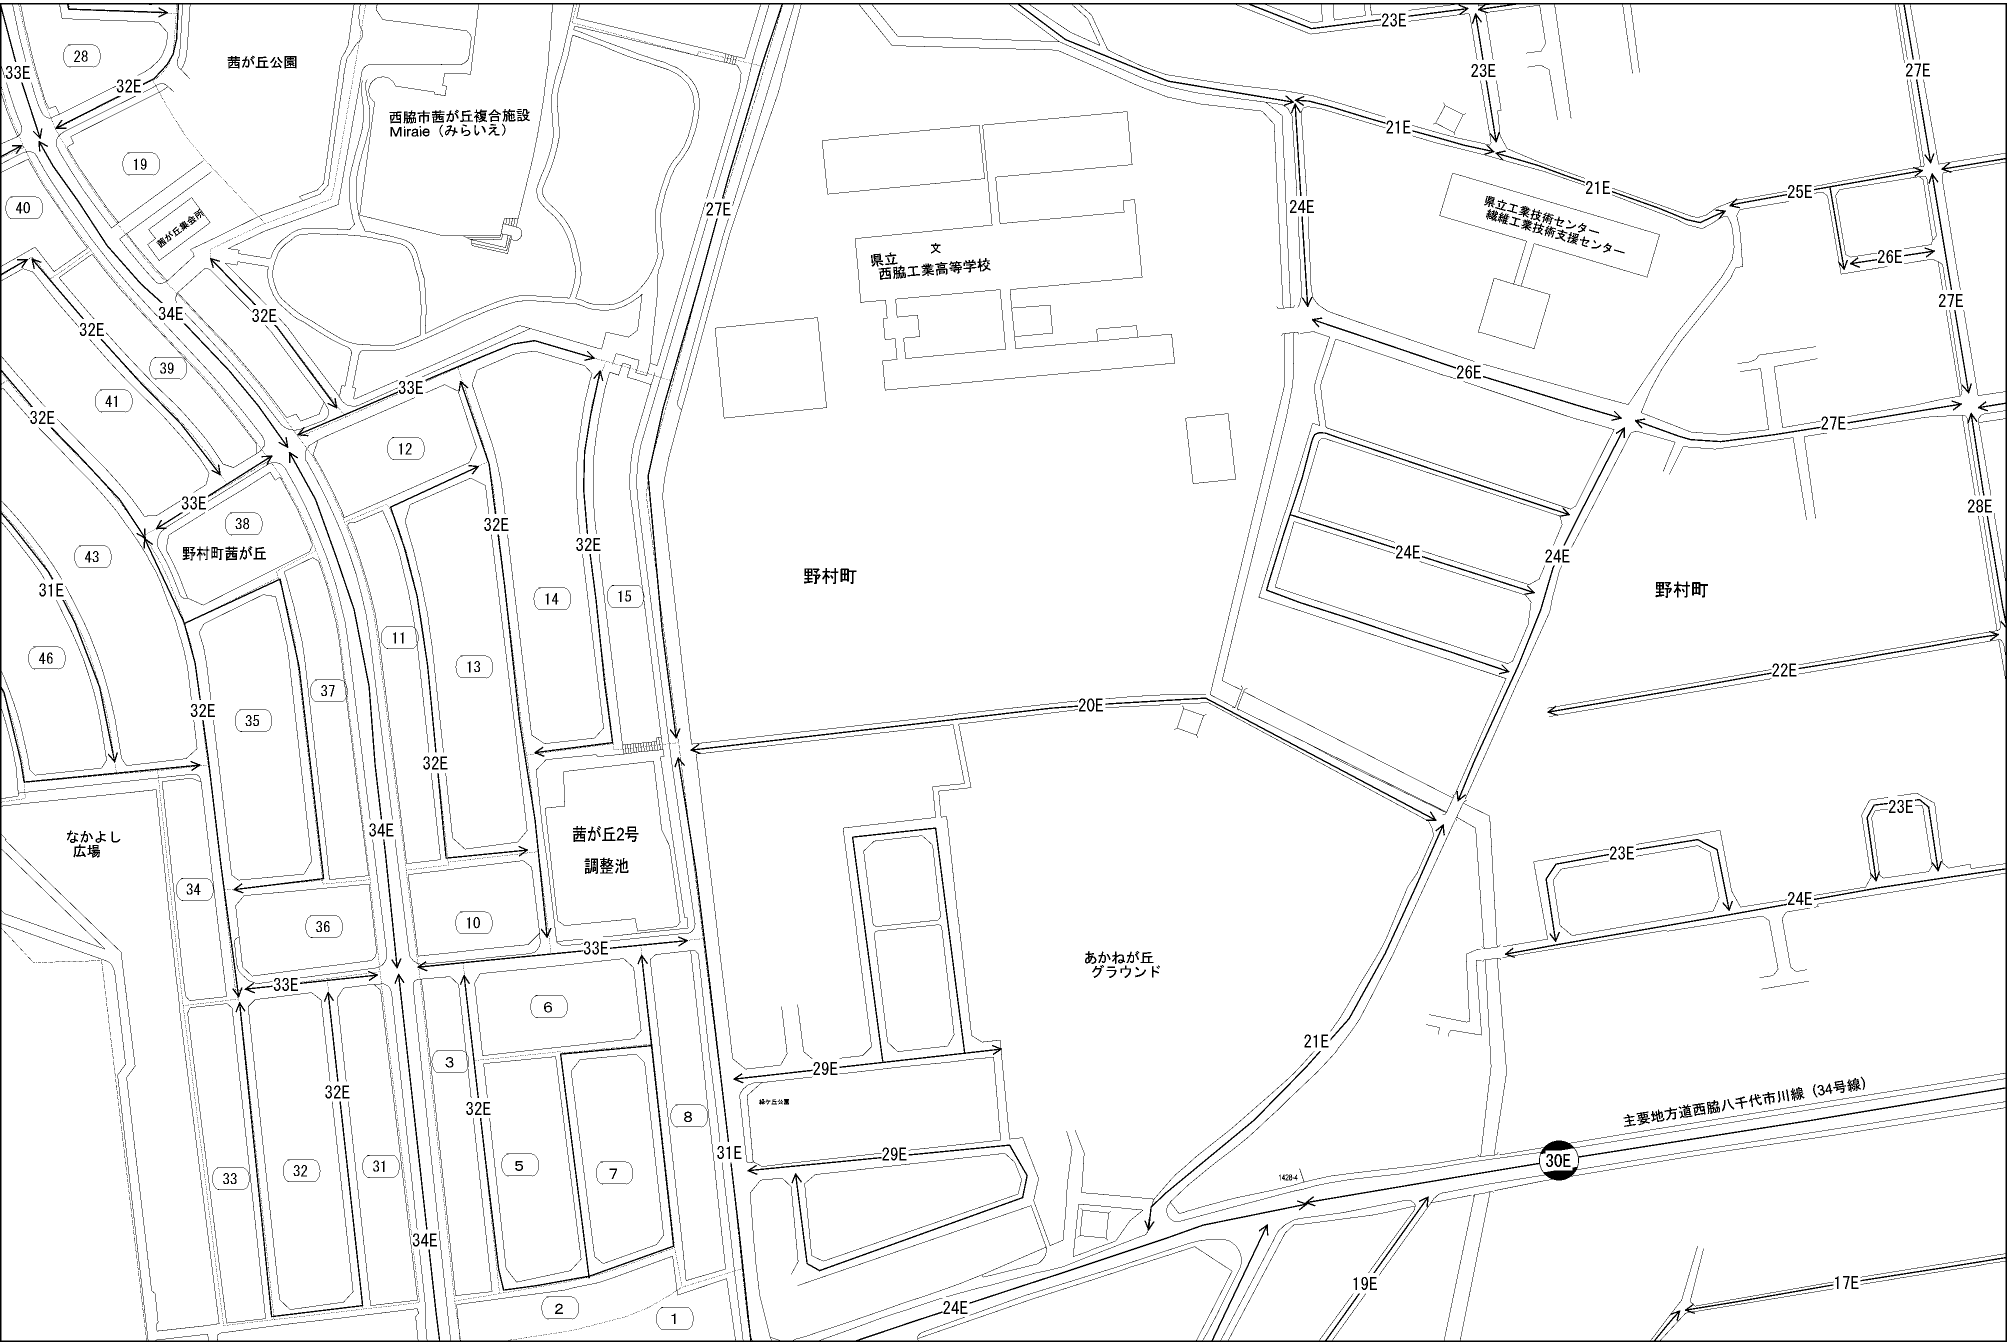 23E
28
茜が丘公園
33E
23E
27E
32E
西脇市茜が丘複合施設
Miraie（みらいえ）
21E
19
21E
25E
40
茜が丘集会所
27E
24E
県立工業技術センター
繊維工業技術支援センター
文
県立
西脇工業高等学校
26E
27E
34E
32E
32E
39
33E
26E
41
32E
27E
12
33E
38
32E
28E
野村町茜が丘
43
32E
24E
24E
野村町
野村町
31E
14
15
11
46
13
22E
37
35
32E
20E
32E
23E
34E
茜が丘2号
調整池
なかよし
広場
23E
34
24E
36
10
33E
あかねが丘
グラウンド
33E
6
21E
3
29E
32E
32E
緑ケ丘公園
8
主要地方道西脇八千代市川線（34号線）
31E
29E
30E
31
5
7
32
33
1428-4
34E
19E
17E
2
24E
1